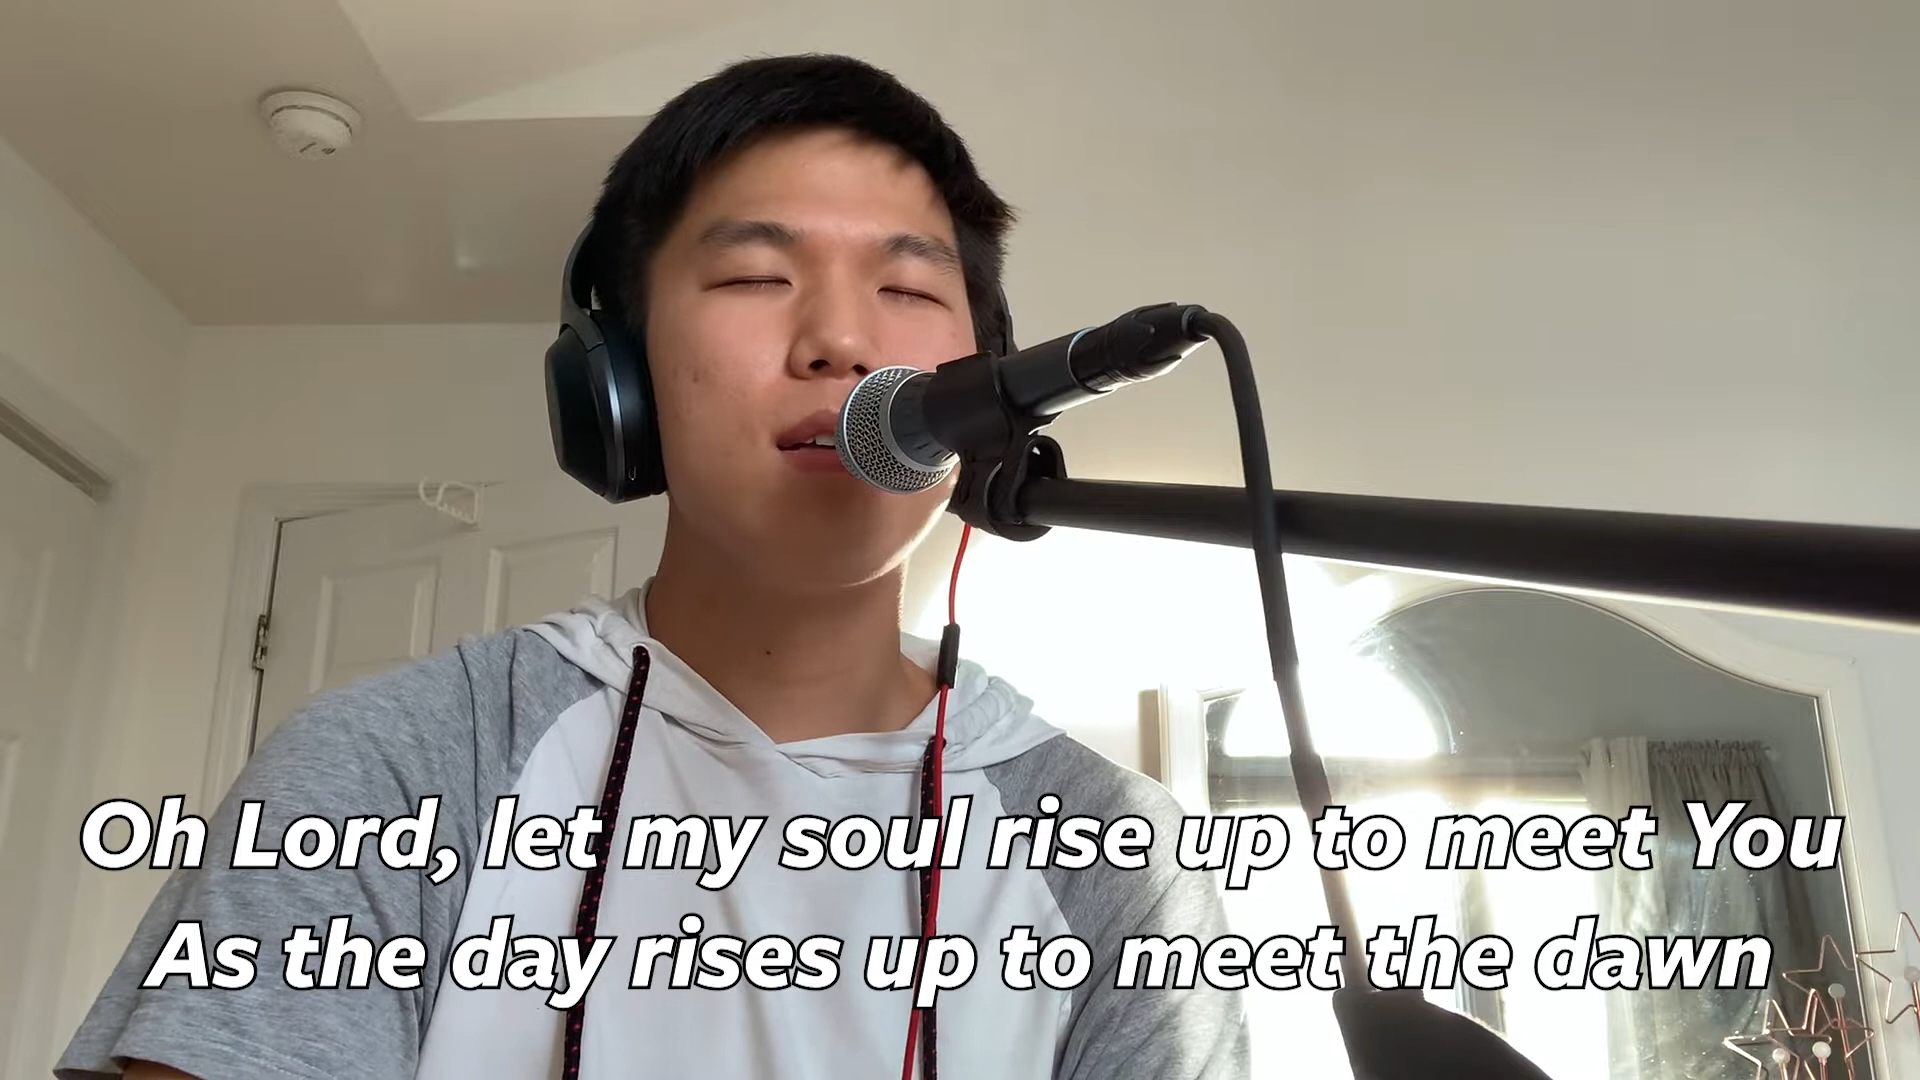 Oh Lord, let my soul rise up to meet You
As the day rises up to meet the dawn